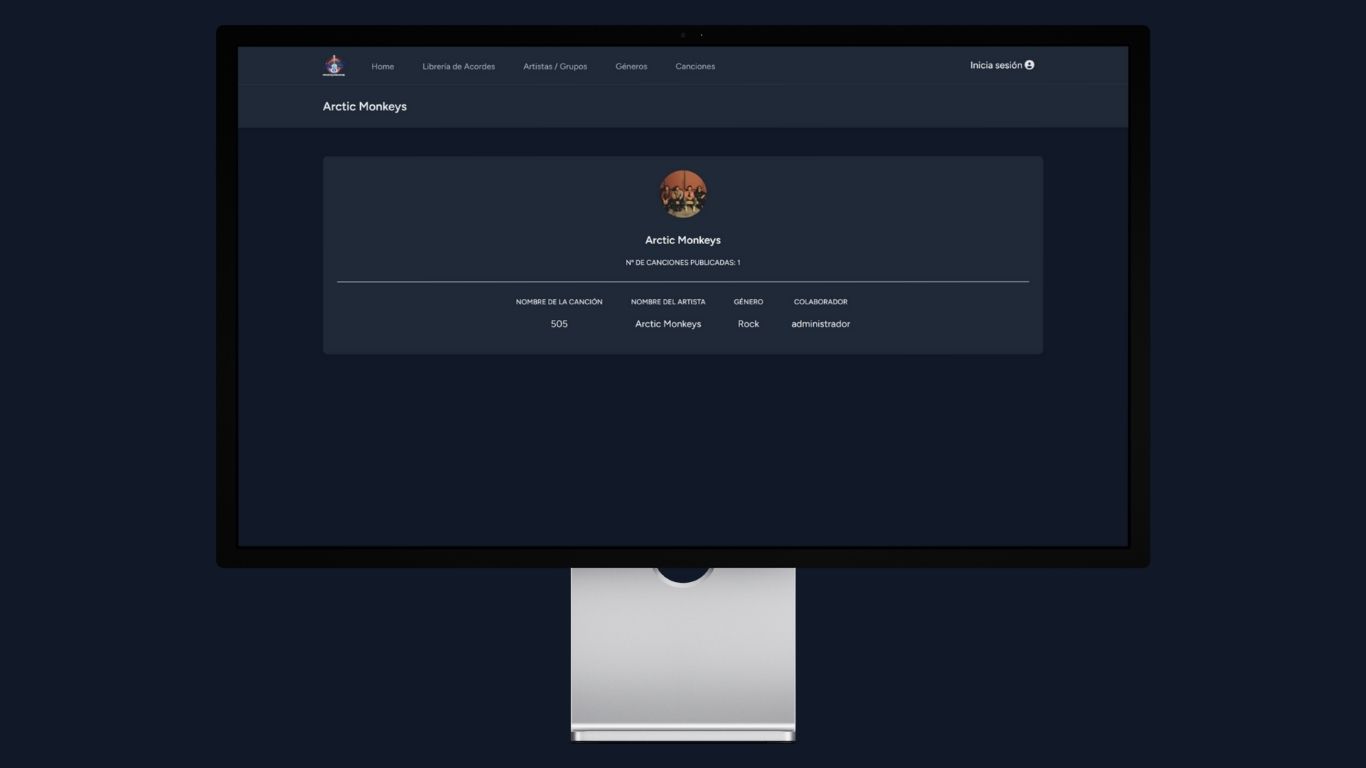 Home Librería de Acordes Artistas / Grupos Géneros Canciones Inicia sesión
Arctic Monkeys
Arctic Monkeys
Nº DE CANCIONES PUBLICADAS: 1
NOMBRE DE LA CANCIÓN NOMBRE DEL ARTISTA GÉNERO COLABORADOR
505 Arctic Monkeys Rock administrador